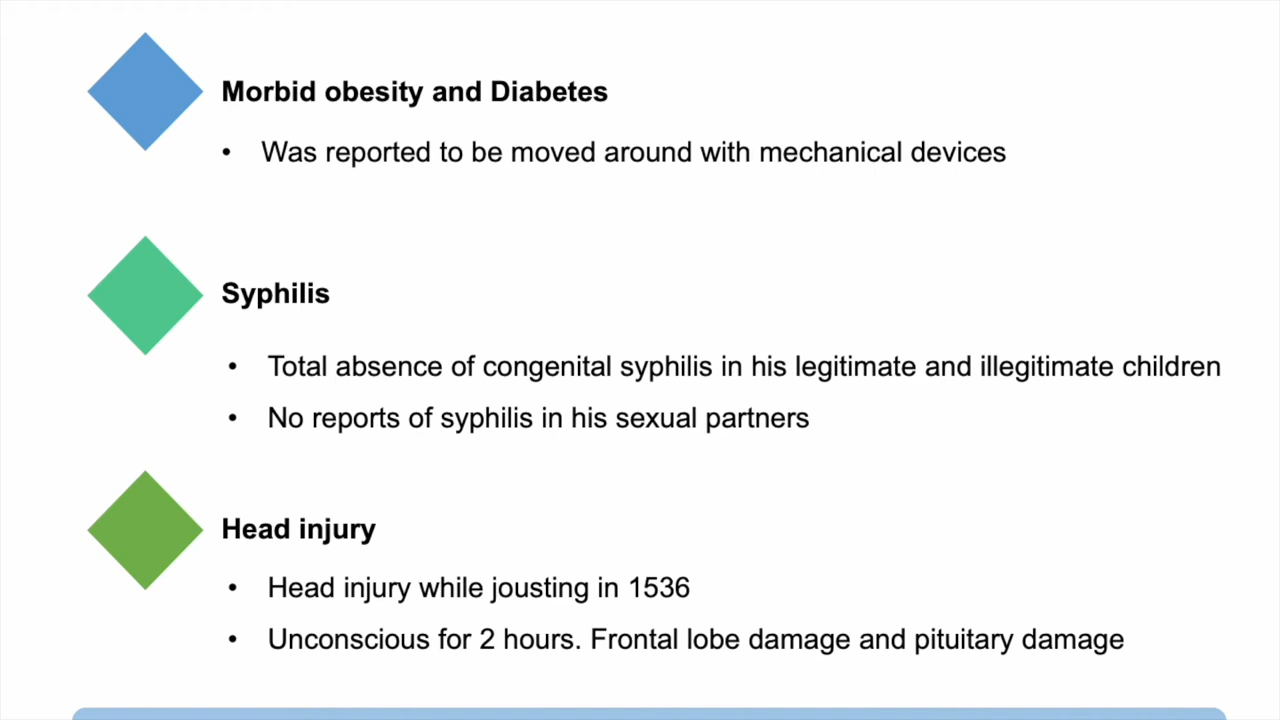 Morbid obesity and Diabetes
• Was reported to be moved around with mechanical devices
Syphilis
• Total absence of congenital syphilis in his legitimate and illegitimate children
• No reports of syphilis in his sexual partners
Head injury
• Head injury while jousting in 1536
• Unconscious for 2 hours. Frontal lobe damage and pituitary damage